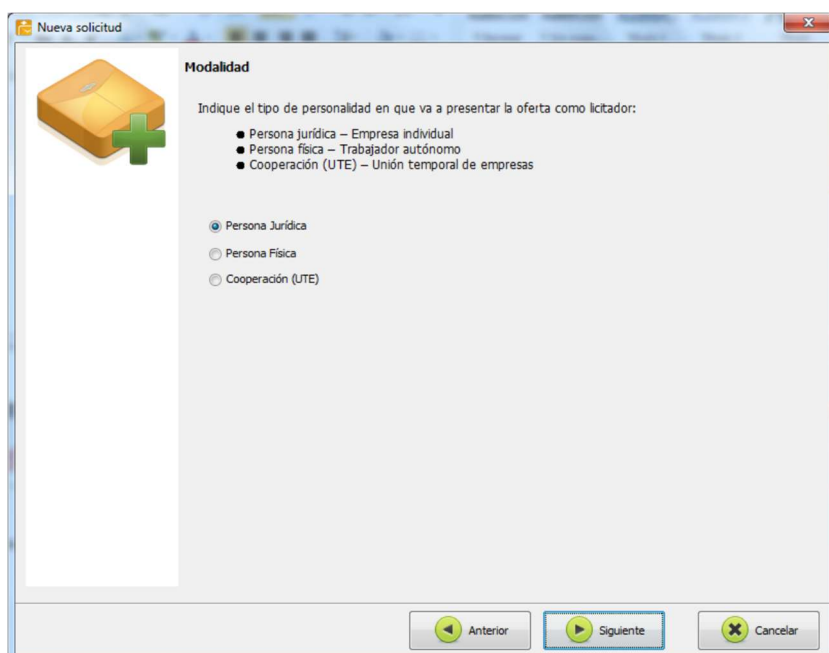 Nueva solicitud
Modalidad
Indique el tipo de personalidad en que va a presentar la oferta como licitador:
● Persona jurídica – Empresa individual
● Persona física – Trabajador autónomo
● Cooperación (UTE) – Unión temporal de empresas
Persona Jurídica
Persona Física
Cooperación (UTE)
Anterior
Siguiente
Cancelar